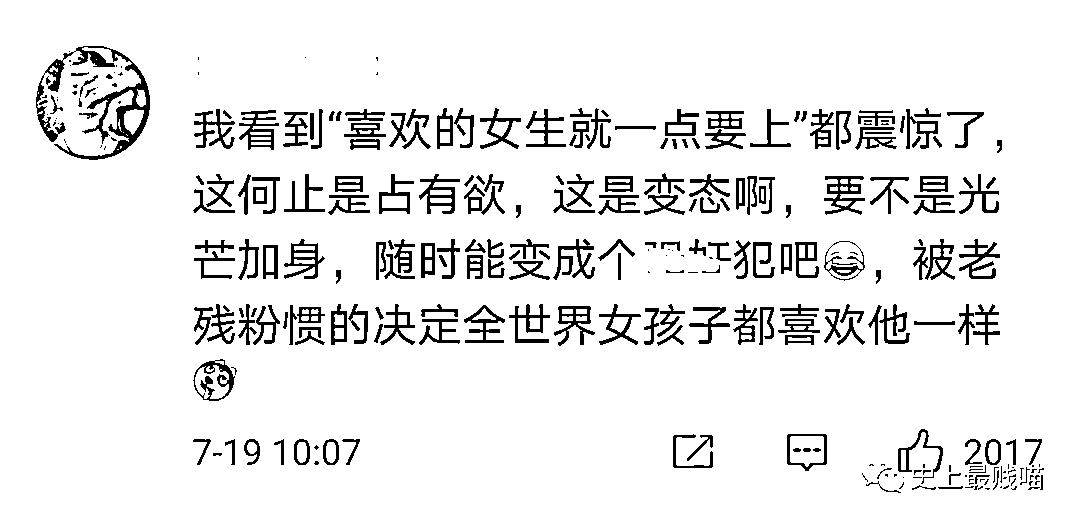 我看到“喜欢的女生就一点要上”都震惊了，
这何止是占有欲，这是变态啊，要不是光
芒加身，随时能变成个犯吧😂，被老
残粉惯的决定全世界女孩子都喜欢他一样
7-19 10:07
2017
史上最贱喵